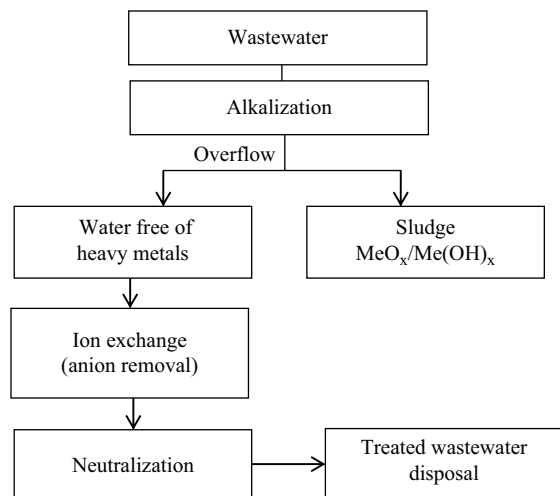 Wastewater
Alkalization
Overflow
Water free of
heavy metals
Sludge
MeOₓ/Me(OH)ₓ
Ion exchange
(anion removal)
Neutralization
Treated wastewater
disposal